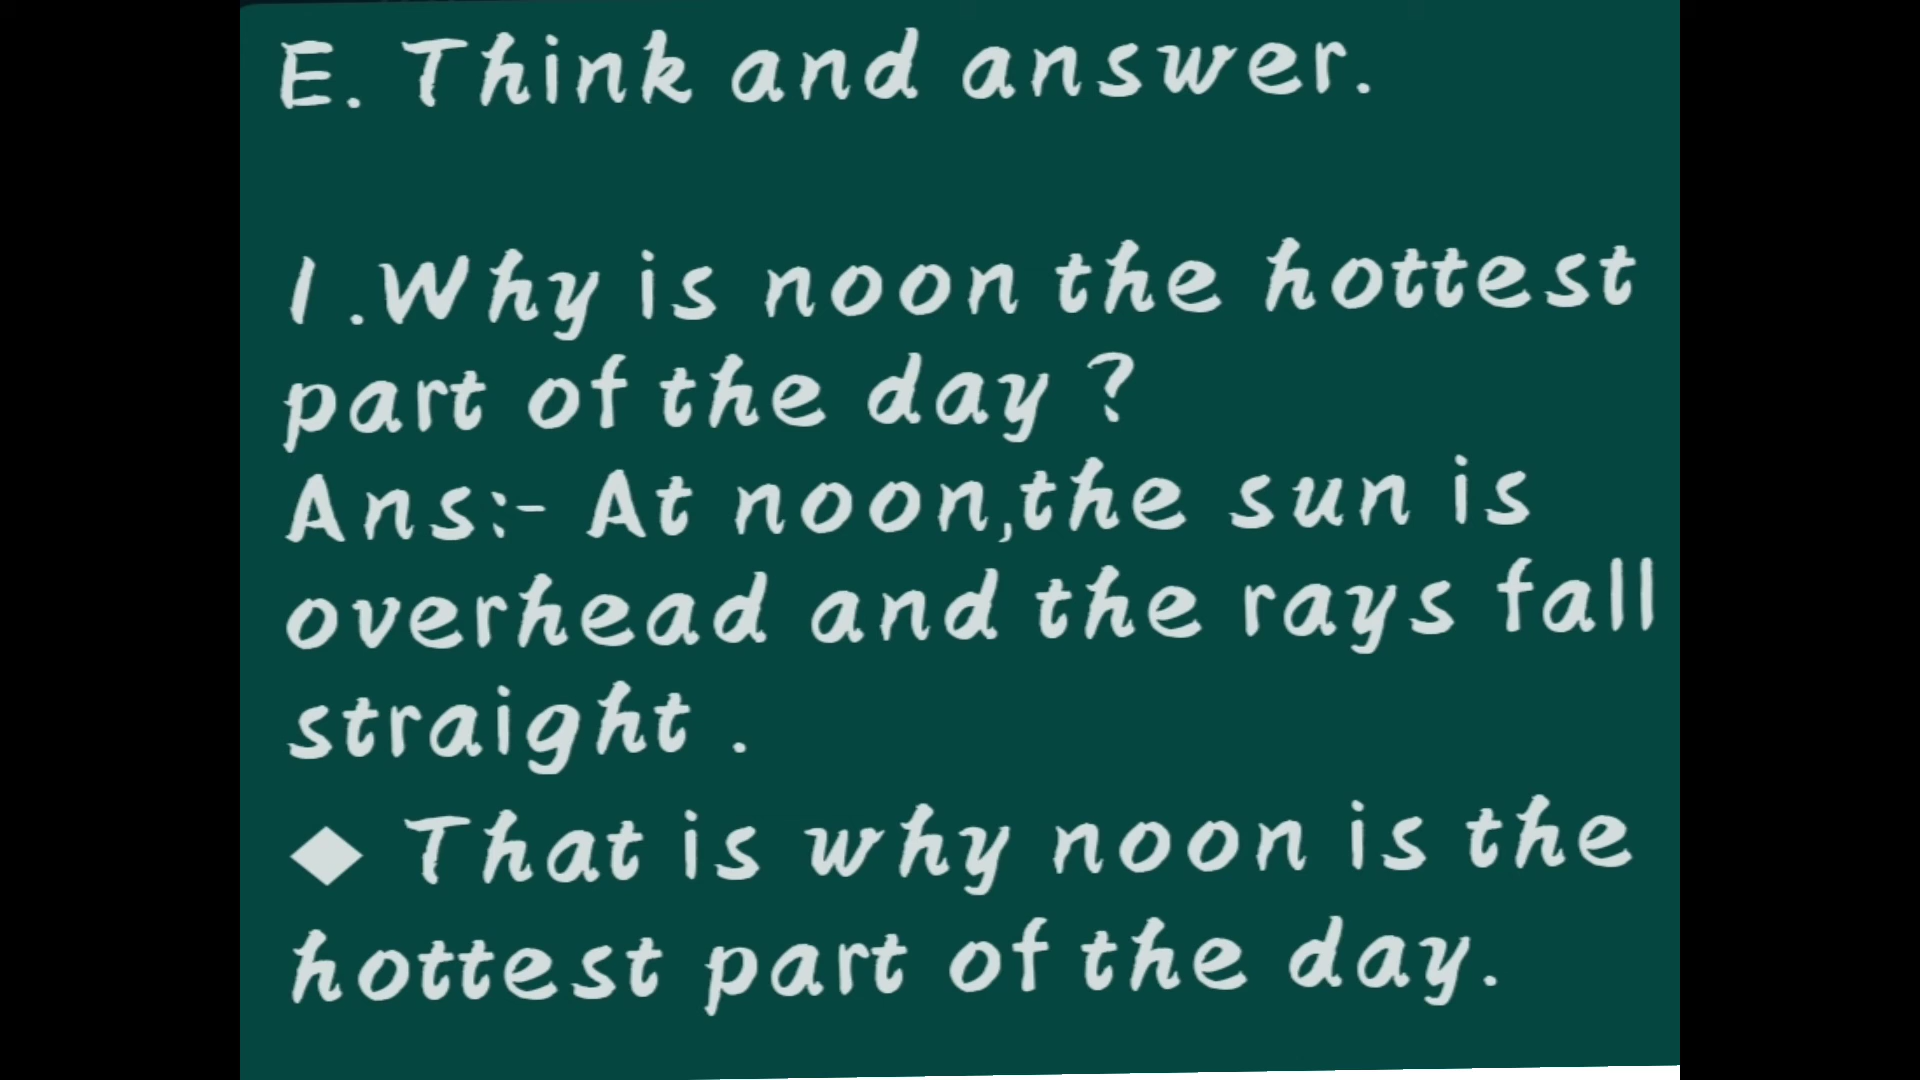 E. Think and answer.
1 .Why is noon the hottest
part of the day ?
Ans:- At noon,the sun is
overhead and the rays fall
straight .
◆ That is why noon is the
hottest part of the day.